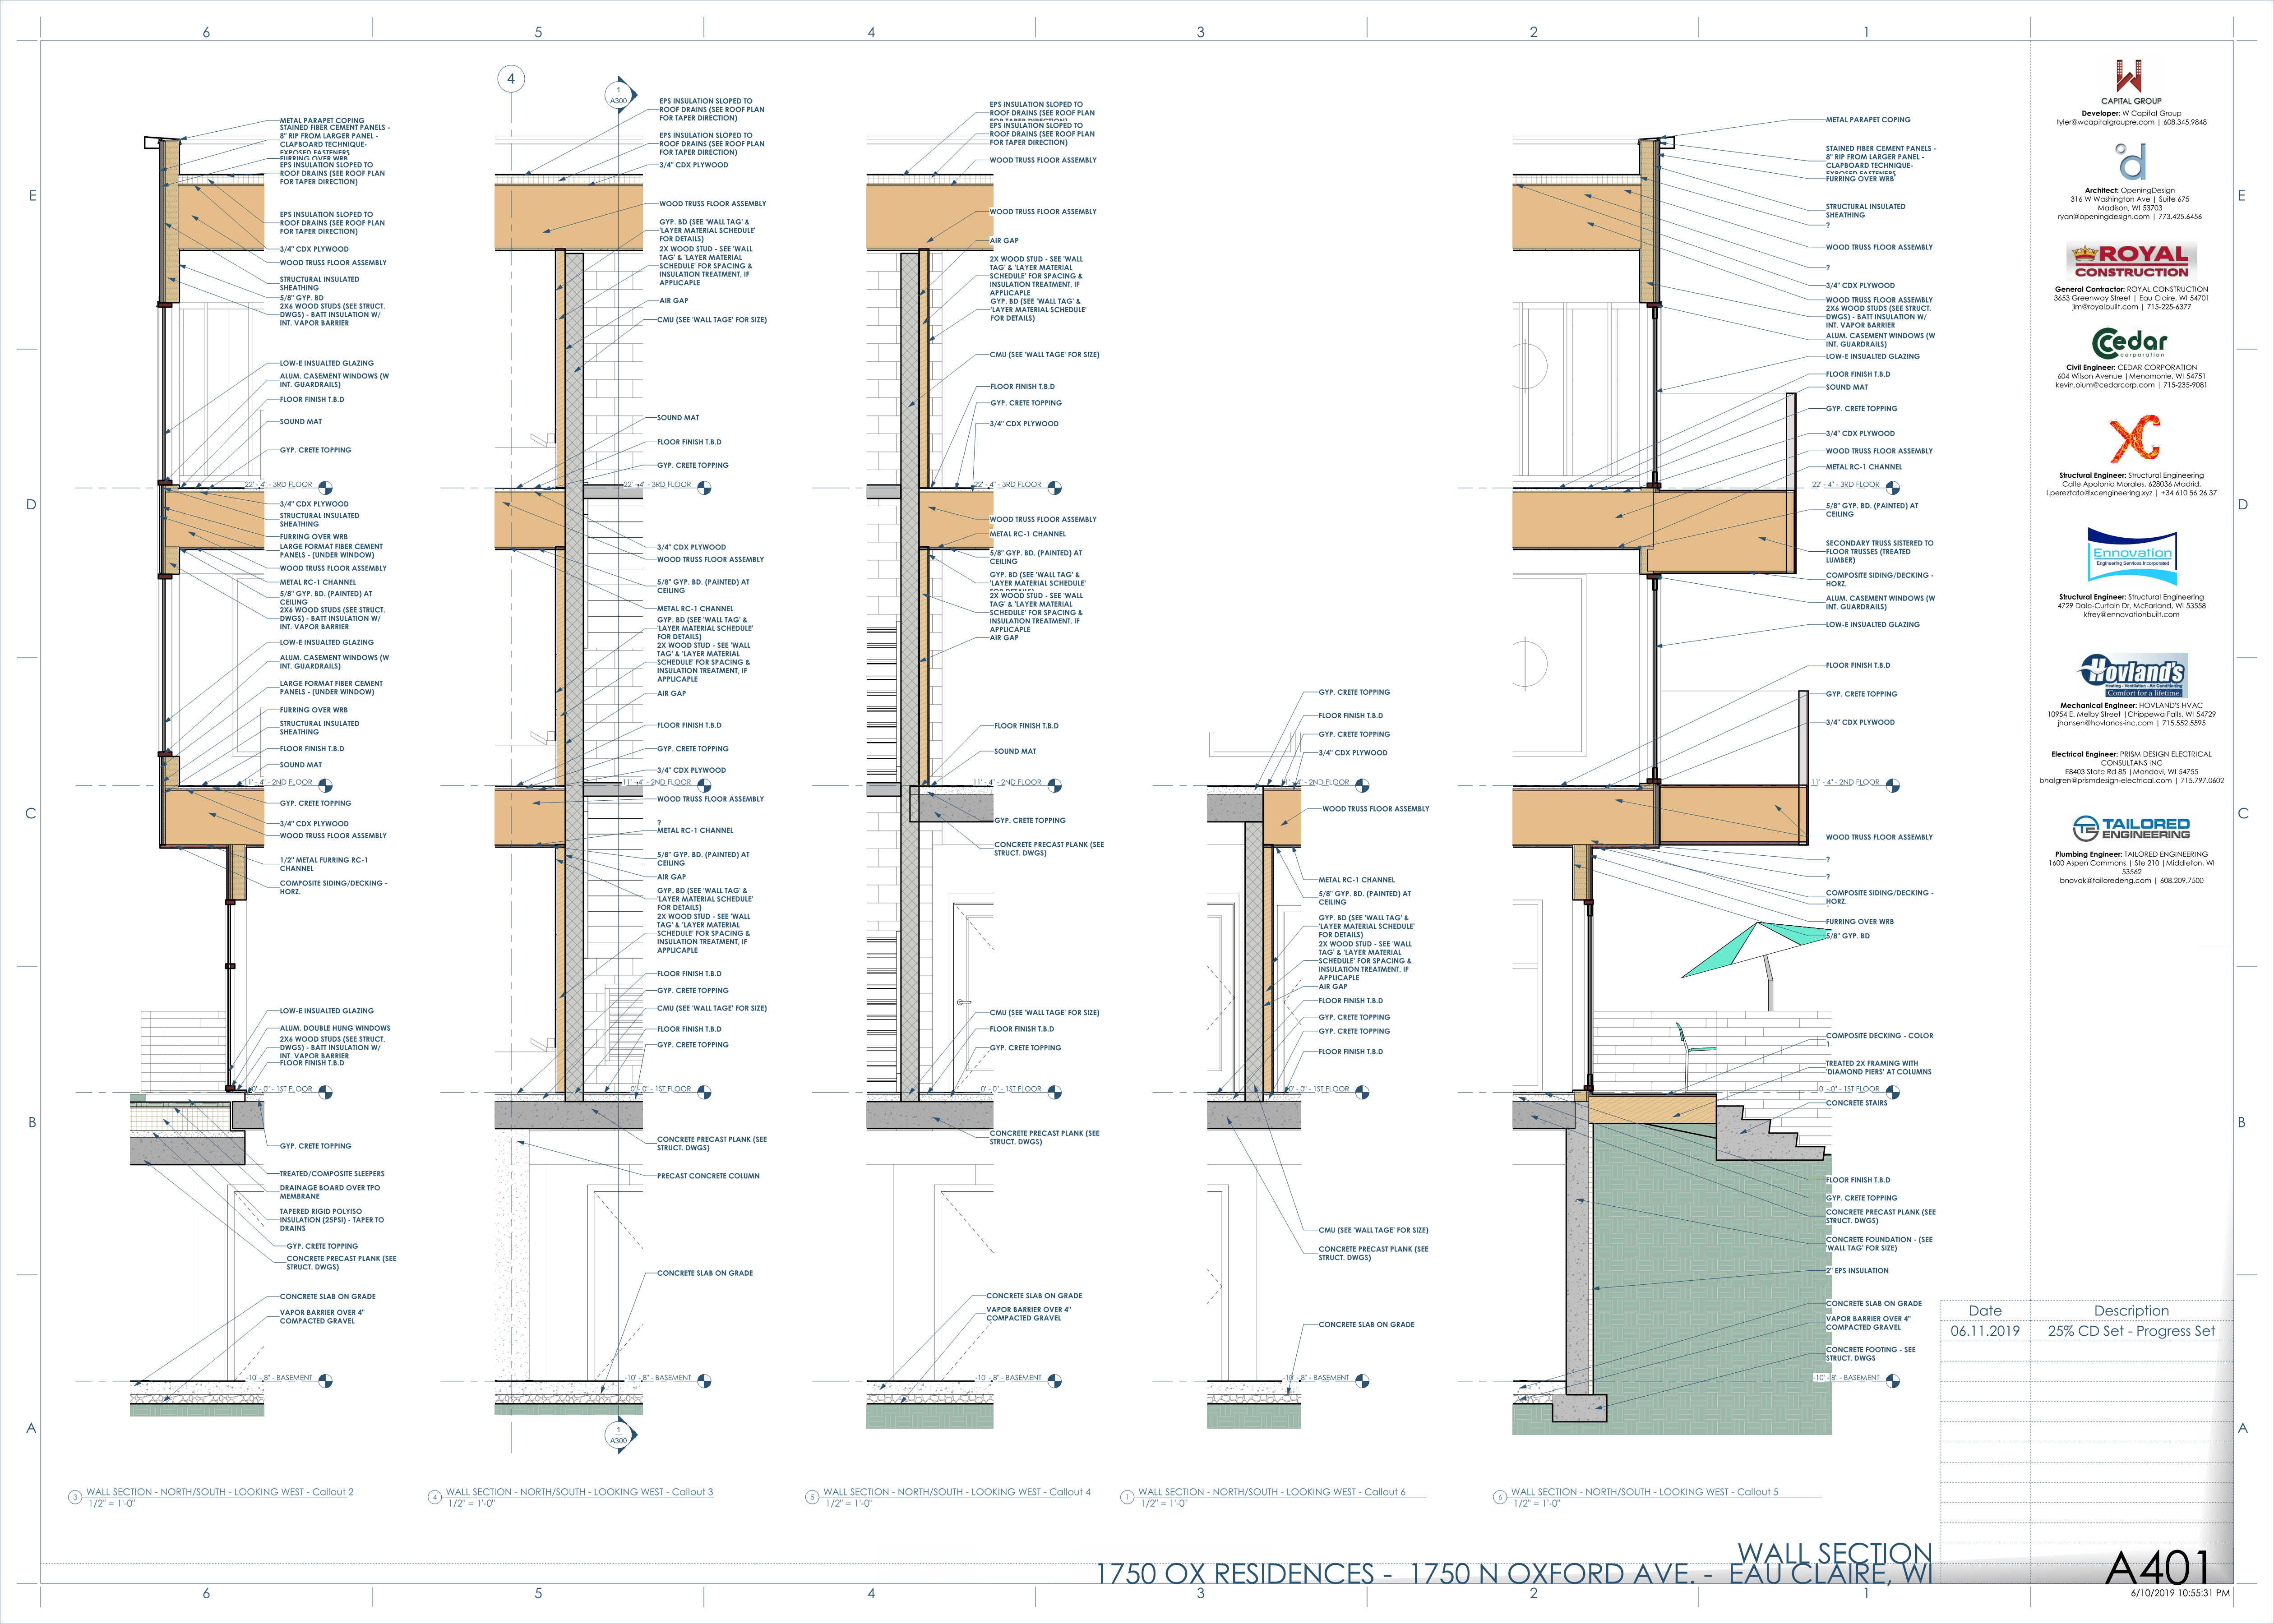 6
5
4
3
2
1
4
1
A300
METAL PARAPET COPING
STAINED FIBER CEMENT PANELS -
8" RIP FROM LARGER PANEL -
CLAPBOARD TECHNIQUE-
EXPOSED FASTENERS
FURRING OVER WRB
EPS INSULATION SLOPED TO
ROOF DRAINS (SEE ROOF PLAN
FOR TAPER DIRECTION)
EPS INSULATION SLOPED TO
ROOF DRAINS (SEE ROOF PLAN
FOR TAPER DIRECTION)
3/4" CDX PLYWOOD
WOOD TRUSS FLOOR ASSEMBLY
STRUCTURAL INSULATED
SHEATHING
5/8" GYP. BD
2X6 WOOD STUDS (SEE STRUCT.
DWGS) - BATT INSULATION W/
INT. VAPOR BARRIER
LOW-E INSUALTED GLAZING
ALUM. CASEMENT WINDOWS (W
INT. GUARDRAILS)
FLOOR FINISH T.B.D
SOUND MAT
GYP. CRETE TOPPING
22' - 4" - 3RD FLOOR
3/4" CDX PLYWOOD
STRUCTURAL INSULATED
SHEATHING
FURRING OVER WRB
LARGE FORMAT FIBER CEMENT
PANELS - (UNDER WINDOW)
WOOD TRUSS FLOOR ASSEMBLY
METAL RC-1 CHANNEL
5/8" GYP. BD. (PAINTED) AT
CEILING
2X6 WOOD STUDS (SEE STRUCT.
DWGS) - BATT INSULATION W/
INT. VAPOR BARRIER
LOW-E INSUALTED GLAZING
ALUM. CASEMENT WINDOWS (W
INT. GUARDRAILS)
LARGE FORMAT FIBER CEMENT
PANELS - (UNDER WINDOW)
FURRING OVER WRB
STRUCTURAL INSULATED
SHEATHING
FLOOR FINISH T.B.D
SOUND MAT
11' - 4" - 2ND FLOOR
GYP. CRETE TOPPING
3/4" CDX PLYWOOD
WOOD TRUSS FLOOR ASSEMBLY
1/2" METAL FURRING RC-1
CHANNEL
COMPOSITE SIDING/DECKING -
HORZ.
LOW-E INSUALTED GLAZING
ALUM. DOUBLE HUNG WINDOWS
2X6 WOOD STUDS (SEE STRUCT.
DWGS) - BATT INSULATION W/
INT. VAPOR BARRIER
FLOOR FINISH T.B.D
0' - 0" - 1ST FLOOR
GYP. CRETE TOPPING
TREATED/COMPOSITE SLEEPERS
DRAINAGE BOARD OVER TPO
MEMBRANE
TAPERED RIGID POLYISO
INSULATION (25PSI) - TAPER TO
DRAINS
GYP. CRETE TOPPING
CONCRETE PRECAST PLANK (SEE
STRUCT. DWGS)
CONCRETE SLAB ON GRADE
VAPOR BARRIER OVER 4"
COMPACTED GRAVEL
-10' - 8" - BASEMENT
3 WALL SECTION - NORTH/SOUTH - LOOKING WEST - Callout 2
1/2" = 1'-0"
EPS INSULATION SLOPED TO
ROOF DRAINS (SEE ROOF PLAN
FOR TAPER DIRECTION)
EPS INSULATION SLOPED TO
ROOF DRAINS (SEE ROOF PLAN
FOR TAPER DIRECTION)
3/4" CDX PLYWOOD
WOOD TRUSS FLOOR ASSEMBLY
GYP. BD (SEE 'WALL TAG' &
'LAYER MATERIAL SCHEDULE'
FOR DETAILS)
2X WOOD STUD - SEE 'WALL
TAG' & 'LAYER MATERIAL
SCHEDULE' FOR SPACING &
INSULATION TREATMENT, IF
APPLICAPLE
AIR GAP
CMU (SEE 'WALL TAGE' FOR SIZE)
SOUND MAT
FLOOR FINISH T.B.D
GYP. CRETE TOPPING
22' - 4" - 3RD FLOOR
3/4" CDX PLYWOOD
WOOD TRUSS FLOOR ASSEMBLY
5/8" GYP. BD. (PAINTED) AT
CEILING
METAL RC-1 CHANNEL
GYP. BD (SEE 'WALL TAG' &
'LAYER MATERIAL SCHEDULE'
FOR DETAILS)
2X WOOD STUD - SEE 'WALL
TAG' & 'LAYER MATERIAL
SCHEDULE' FOR SPACING &
INSULATION TREATMENT, IF
APPLICAPLE
AIR GAP
FLOOR FINISH T.B.D
GYP. CRETE TOPPING
3/4" CDX PLYWOOD
11' - 4" - 2ND FLOOR
WOOD TRUSS FLOOR ASSEMBLY
?
METAL RC-1 CHANNEL
5/8" GYP. BD. (PAINTED) AT
CEILING
AIR GAP
GYP. BD (SEE 'WALL TAG' &
'LAYER MATERIAL SCHEDULE'
FOR DETAILS)
2X WOOD STUD - SEE 'WALL
TAG' & 'LAYER MATERIAL
SCHEDULE' FOR SPACING &
INSULATION TREATMENT, IF
APPLICAPLE
FLOOR FINISH T.B.D
GYP. CRETE TOPPING
CMU (SEE 'WALL TAGE' FOR SIZE)
FLOOR FINISH T.B.D
GYP. CRETE TOPPING
0' - 0" - 1ST FLOOR
CONCRETE PRECAST PLANK (SEE
STRUCT. DWGS)
PRECAST CONCRETE COLUMN
CONCRETE SLAB ON GRADE
-10' - 8" - BASEMENT
1
A300
4 WALL SECTION - NORTH/SOUTH - LOOKING WEST - Callout 3
1/2" = 1'-0"
EPS INSULATION SLOPED TO
ROOF DRAINS (SEE ROOF PLAN
FOR TAPER DIRECTION)
EPS INSULATION SLOPED TO
ROOF DRAINS (SEE ROOF PLAN
FOR TAPER DIRECTION)
WOOD TRUSS FLOOR ASSEMBLY
WOOD TRUSS FLOOR ASSEMBLY
AIR GAP
2X WOOD STUD - SEE 'WALL
TAG' & 'LAYER MATERIAL
SCHEDULE' FOR SPACING &
INSULATION TREATMENT, IF
APPLICAPLE
GYP. BD (SEE 'WALL TAG' &
'LAYER MATERIAL SCHEDULE'
FOR DETAILS)
CMU (SEE 'WALL TAGE' FOR SIZE)
FLOOR FINISH T.B.D
GYP. CRETE TOPPING
3/4" CDX PLYWOOD
22' - 4" - 3RD FLOOR
WOOD TRUSS FLOOR ASSEMBLY
METAL RC-1 CHANNEL
5/8" GYP. BD. (PAINTED) AT
CEILING
GYP. BD (SEE 'WALL TAG' &
'LAYER MATERIAL SCHEDULE'
FOR DETAILS)
2X WOOD STUD - SEE 'WALL
TAG' & 'LAYER MATERIAL
SCHEDULE' FOR SPACING &
INSULATION TREATMENT, IF
APPLICAPLE
AIR GAP
FLOOR FINISH T.B.D
SOUND MAT
11' - 4" - 2ND FLOOR
GYP. CRETE TOPPING
CONCRETE PRECAST PLANK (SEE
STRUCT. DWGS)
CMU (SEE 'WALL TAGE' FOR SIZE)
FLOOR FINISH T.B.D
GYP. CRETE TOPPING
0' - 0" - 1ST FLOOR
CONCRETE PRECAST PLANK (SEE
STRUCT. DWGS)
CONCRETE SLAB ON GRADE
VAPOR BARRIER OVER 4"
COMPACTED GRAVEL
-10' - 8" - BASEMENT
5 WALL SECTION - NORTH/SOUTH - LOOKING WEST - Callout 4
1/2" = 1'-0"
GYP. CRETE TOPPING
FLOOR FINISH T.B.D
GYP. CRETE TOPPING
3/4" CDX PLYWOOD
11' - 4" - 2ND FLOOR
WOOD TRUSS FLOOR ASSEMBLY
METAL RC-1 CHANNEL
5/8" GYP. BD. (PAINTED) AT
CEILING
GYP. BD (SEE 'WALL TAG' &
'LAYER MATERIAL SCHEDULE'
FOR DETAILS)
2X WOOD STUD - SEE 'WALL
TAG' & 'LAYER MATERIAL
SCHEDULE' FOR SPACING &
INSULATION TREATMENT, IF
APPLICAPLE
AIR GAP
FLOOR FINISH T.B.D
GYP. CRETE TOPPING
GYP. CRETE TOPPING
FLOOR FINISH T.B.D
0' - 0" - 1ST FLOOR
CMU (SEE 'WALL TAGE' FOR SIZE)
CONCRETE PRECAST PLANK (SEE
STRUCT. DWGS)
CONCRETE SLAB ON GRADE
-10' - 8" - BASEMENT
1 WALL SECTION - NORTH/SOUTH - LOOKING WEST - Callout 6
1/2" = 1'-0"
METAL PARAPET COPING
STAINED FIBER CEMENT PANELS -
8" RIP FROM LARGER PANEL -
CLAPBOARD TECHNIQUE-
EXPOSED FASTENERS
FURRING OVER WRB
STRUCTURAL INSULATED
SHEATHING
?
WOOD TRUSS FLOOR ASSEMBLY
?
3/4" CDX PLYWOOD
WOOD TRUSS FLOOR ASSEMBLY
2X6 WOOD STUDS (SEE STRUCT.
DWGS) - BATT INSULATION W/
INT. VAPOR BARRIER
ALUM. CASEMENT WINDOWS (W
INT. GUARDRAILS)
LOW-E INSUALTED GLAZING
FLOOR FINISH T.B.D
SOUND MAT
GYP. CRETE TOPPING
3/4" CDX PLYWOOD
WOOD TRUSS FLOOR ASSEMBLY
METAL RC-1 CHANNEL
22' - 4" - 3RD FLOOR
5/8" GYP. BD. (PAINTED) AT
CEILING
SECONDARY TRUSS SISTERED TO
FLOOR TRUSSES (TREATED
LUMBER)
COMPOSITE SIDING/DECKING -
HORZ.
ALUM. CASEMENT WINDOWS (W
INT. GUARDRAILS)
LOW-E INSUALTED GLAZING
FLOOR FINISH T.B.D
GYP. CRETE TOPPING
3/4" CDX PLYWOOD
11' - 4" - 2ND FLOOR
WOOD TRUSS FLOOR ASSEMBLY
?
?
COMPOSITE SIDING/DECKING -
HORZ.
FURRING OVER WRB
5/8" GYP. BD
COMPOSITE DECKING - COLOR
1
TREATED 2X FRAMING WITH
'DIAMOND PIERS' AT COLUMNS
0' - 0" - 1ST FLOOR
CONCRETE STAIRS
FLOOR FINISH T.B.D
GYP. CRETE TOPPING
CONCRETE PRECAST PLANK (SEE
STRUCT. DWGS)
CONCRETE FOUNDATION - (SEE
'WALL TAG' FOR SIZE)
2" EPS INSULATION
CONCRETE SLAB ON GRADE
VAPOR BARRIER OVER 4"
COMPACTED GRAVEL
CONCRETE FOOTING - SEE
STRUCT. DWGS
-10' - 8" - BASEMENT
6 WALL SECTION - NORTH/SOUTH - LOOKING WEST - Callout 5
1/2" = 1'-0"
CAPITAL GROUP
Developer: W Capital Group
tyler@wcapitalgroupre.com | 608.345.9848
Architect: OpeningDesign
316 W Washington Ave | Suite 675
Madison, WI 53703
ryan@openingdesign.com | 773.425.6456
ROYAL
CONSTRUCTION
General Contractor: ROYAL CONSTRUCTION
3653 Greenway Street | Eau Claire, WI 54701
jim@royalbuilt.com | 715-225-6377
Cedar
corporation
Civil Engineer: CEDAR CORPORATION
604 Wilson Avenue |Menomonie, WI 54751
kevin.oium@cedarcorp.com | 715-235-9081
XC
Structural Engineer: Structural Engineering
Calle Apolonio Morales, 628036 Madrid,
l.pereztato@xcengineering.xyz | +34 610 56 26 37
Ennovation
Engineering Services Incorporated
Structural Engineer: Structural Engineering
4729 Dale-Curtain Dr, McFarland, WI 53558
kfrey@ennovationbuilt.com
Hovland's
Heating - Ventilation - Air Conditioning
Comfort for a lifetime.
Mechanical Engineer: HOVLAND'S HVAC
10954 E. Melby Street |Chippewa Falls, WI 54729
jhansen@hovlands-inc.com | 715.552.5595
Electrical Engineer: PRISM DESIGN ELECTRICAL
CONSULTANS INC
E8403 State Rd 85 |Mondovi, WI 54755
bhalgren@prismdesign-electrical.com | 715.797.0602
TAILORED
ENGINEERING
Plumbing Engineer: TAILORED ENGINEERING
1600 Aspen Commons | Ste 210 |Middleton, WI
53562
bnovak@tailoredeng.com | 608.209.7500
Date Description
06.11.2019 25% CD Set - Progress Set
E
D
C
B
A
E
D
C
B
A
WALL SECTION
1750 OX RESIDENCES - 1750 N OXFORD AVE. - EAU CLAIRE, WI
A401
6/10/2019 10:55:31 PM
6
5
4
3
2
1